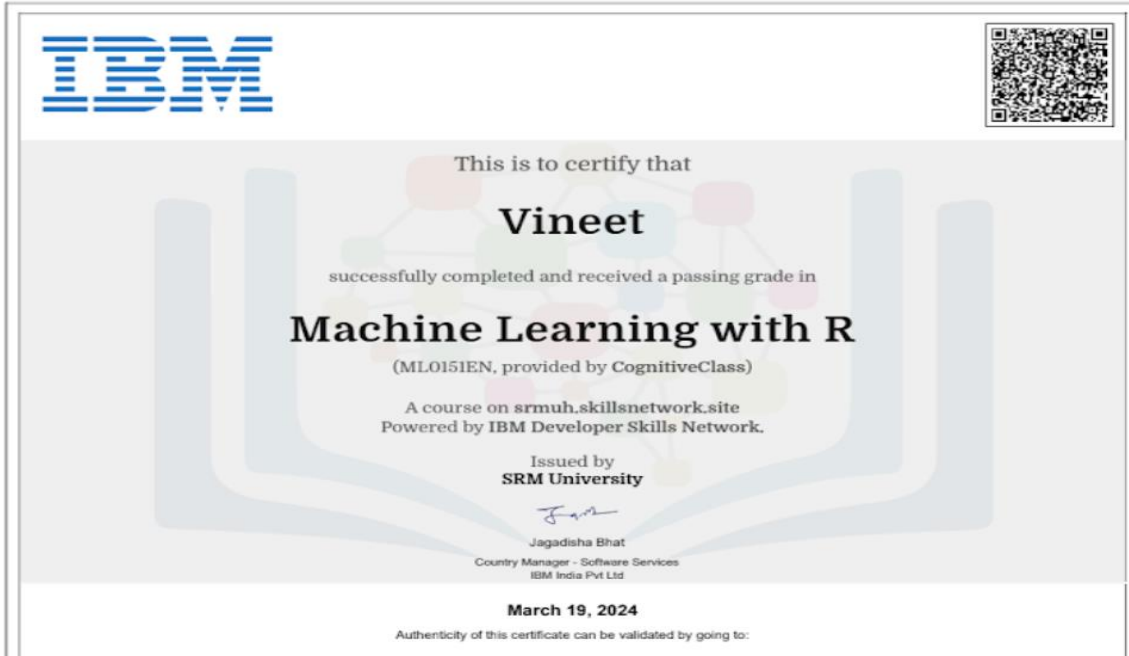 IBM
This is to certify that
Vineet
successfully completed and received a passing grade in
Machine Learning with R
(ML0151EN, provided by CognitiveClass)
A course on srmuh.skillsnetwork.site
Powered by IBM Developer Skills Network.
Issued by
SRM University
Jagadisha Bhat
Country Manager - Software Services
IBM India Pvt Ltd
March 19, 2024
Authenticity of this certificate can be validated by going to: